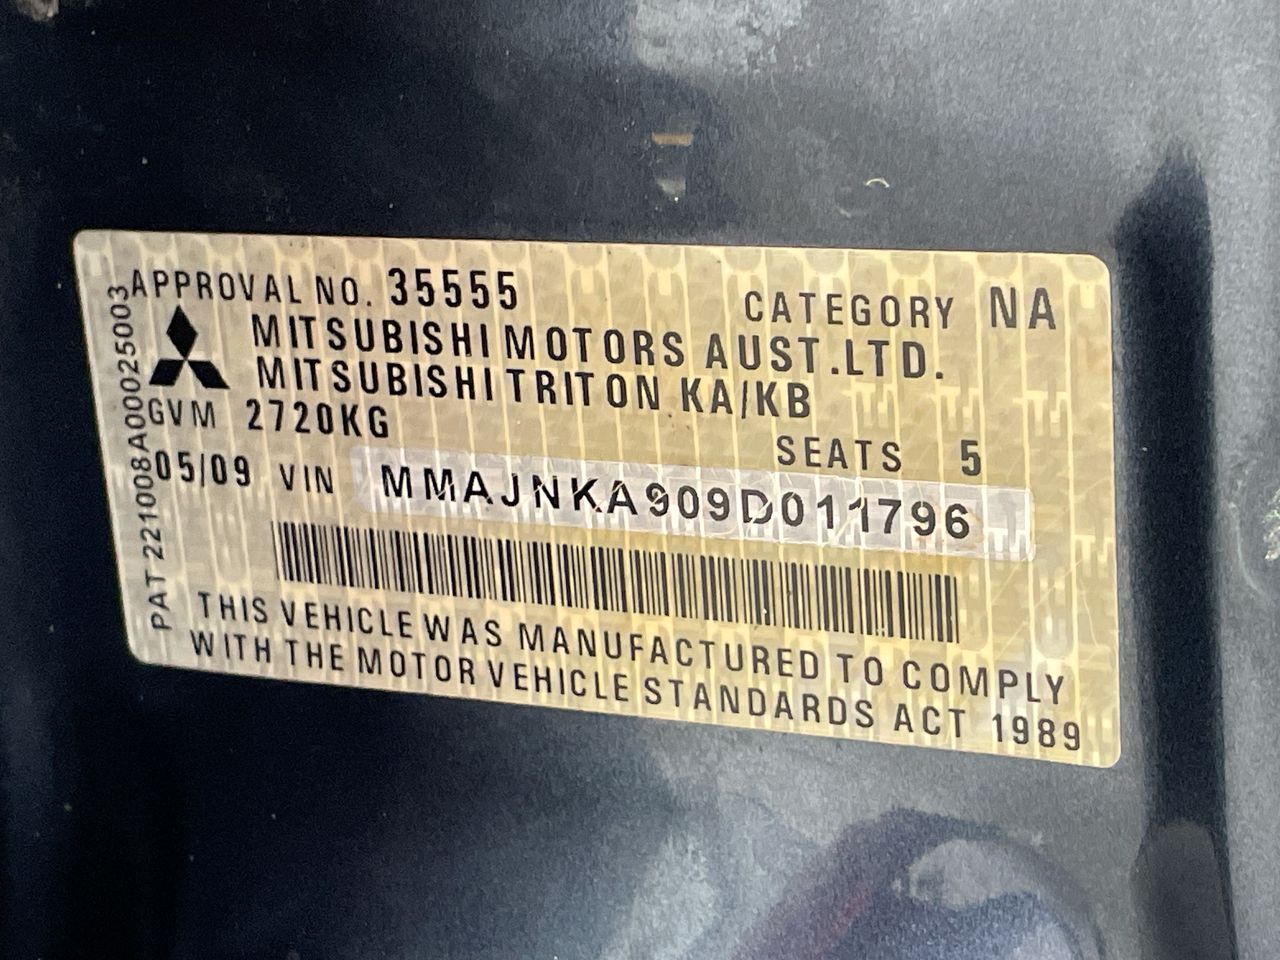 APPROVAL NO. 35555 CATEGORY NA
MITSUBISHI MOTORS AUST.LTD.
MITSUBISHI TRITON KA/KB
GVM 2720KG SEATS 5
05/09 VIN MMAJNKA909D011796
THIS VEHICLE WAS MANUFACTURED TO COMPLY
WITH THE MOTOR VEHICLE STANDARDS ACT 1989
PAT 221008A000025003